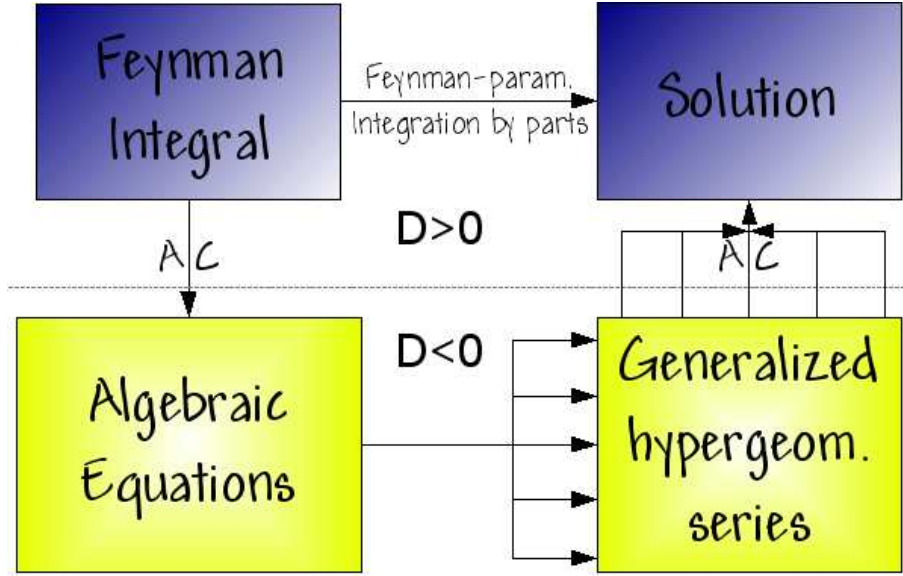 Feynman
Integral
Feynman-param.
Integration by parts
Solution
D>0
A C
A C
D<0
Algebraic
Equations
Generalized
hypergeom.
series